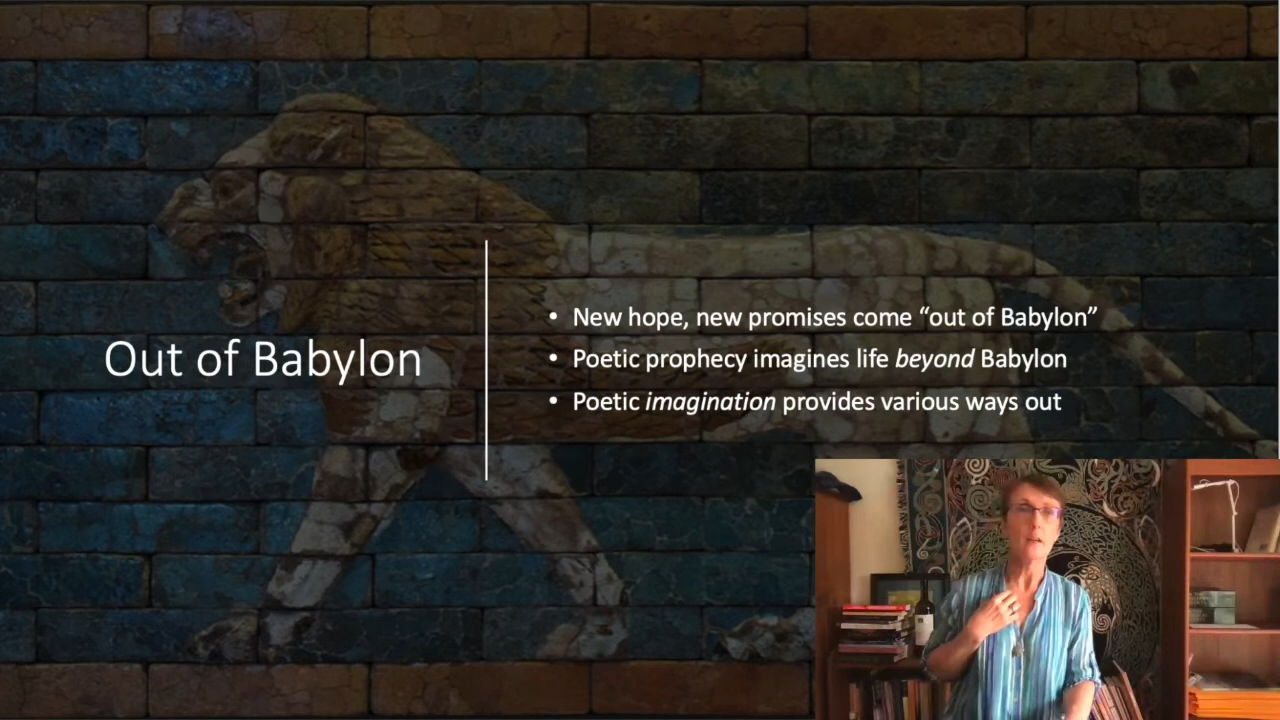 Out of Babylon
• New hope, new promises come “out of Babylon”
• Poetic prophecy imagines life beyond Babylon
• Poetic imagination provides various ways out